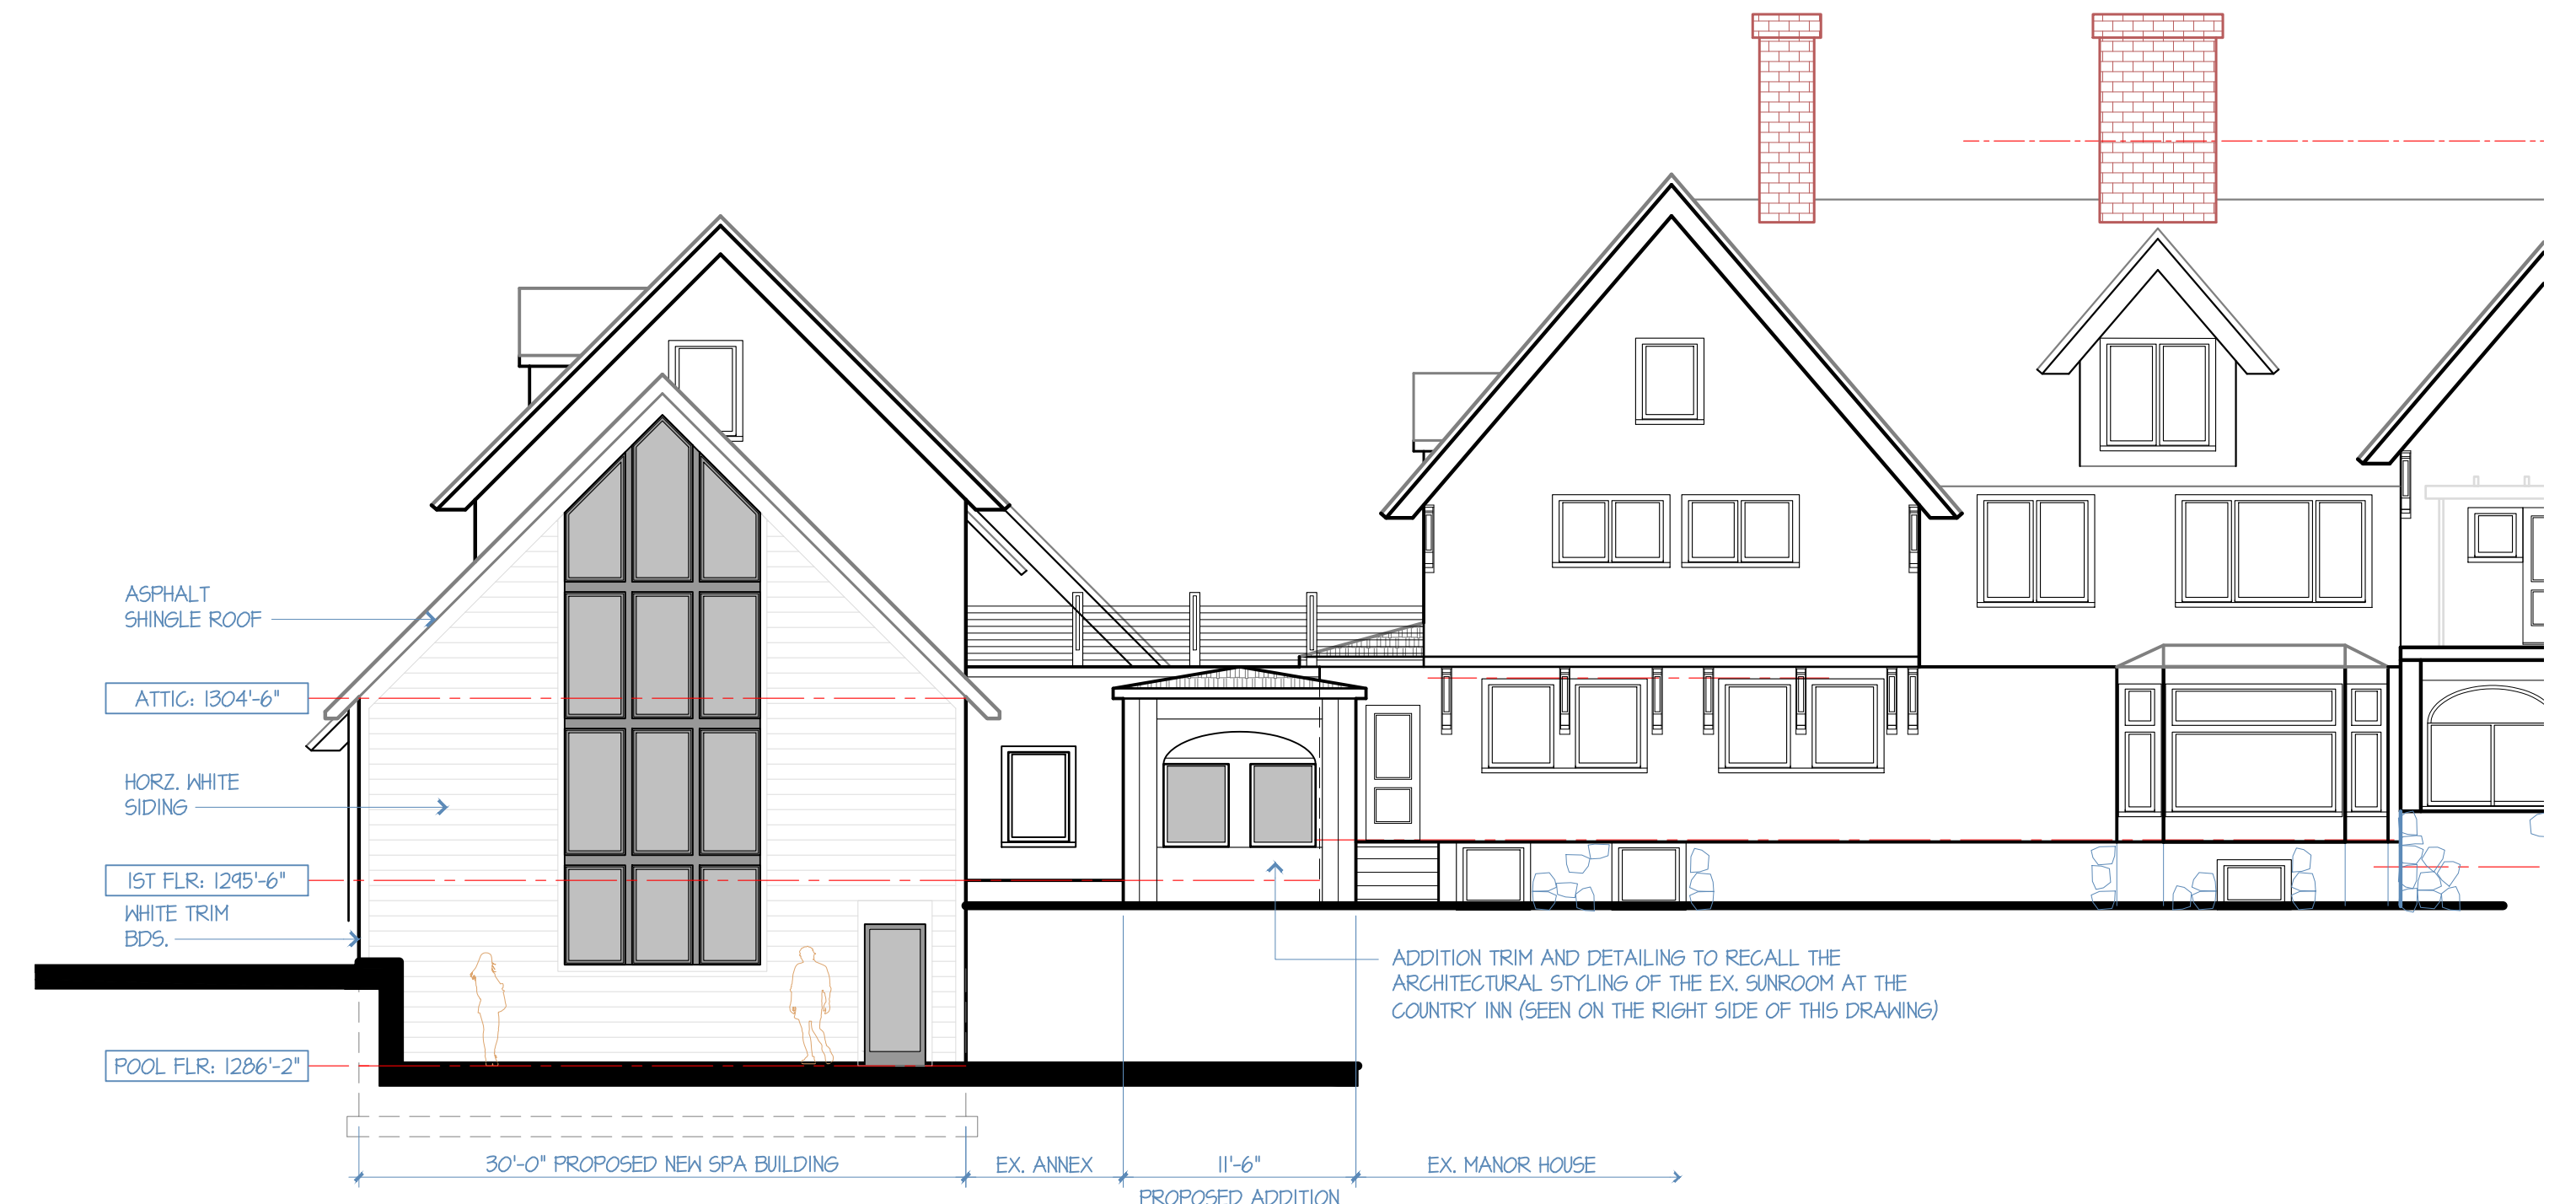 ASPHALT
SHINGLE ROOF
ATTIC: 1304'-6"
HORZ. WHITE
SIDING
1ST FLR: 1295'-6"
WHITE TRIM
BDS.
POOL FLR: 1286'-2"
ADDITION TRIM AND DETAILING TO RECALL THE
ARCHITECTURAL STYLING OF THE EX. SUNROOM AT THE
COUNTRY INN (SEEN ON THE RIGHT SIDE OF THIS DRAWING)
30'-0" PROPOSED NEW SPA BUILDING
EX. ANNEX
11'-6"
PROPOSED ADDITION
EX. MANOR HOUSE